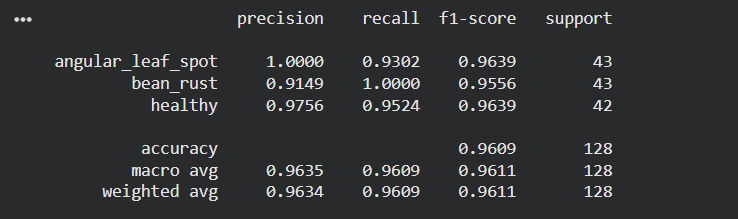 precision recall f1-score support
angular_leaf_spot 1.0000 0.9302 0.9639 43
bean_rust 0.9149 1.0000 0.9556 43
healthy 0.9756 0.9524 0.9639 42
accuracy 0.9609 128
macro avg 0.9635 0.9609 0.9611 128
weighted avg 0.9634 0.9609 0.9611 128